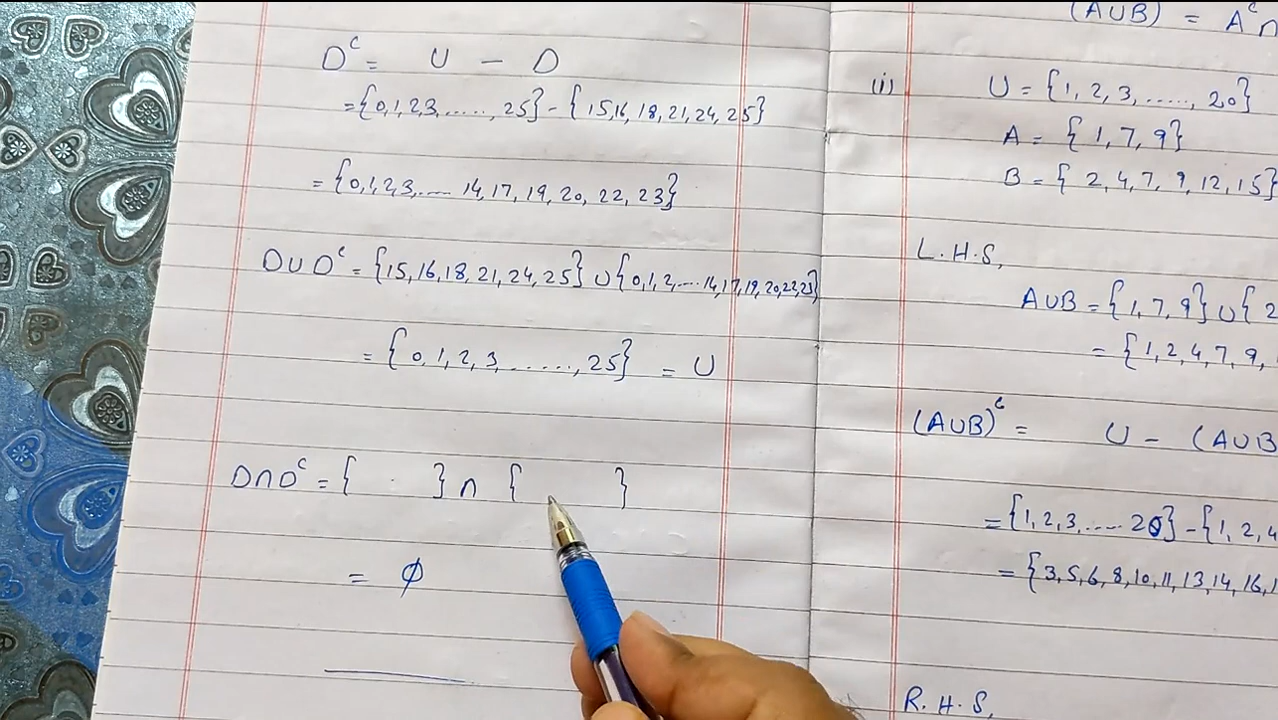 Dᶜ = U − D
= {0,1,2,3, ......, 25} − {15,16, 18, 21, 24, 25}
= {0,1,2,3, .... 14, 17, 19, 20, 22, 23}
D∪Dᶜ = {15, 16, 18, 21, 24, 25} ∪ {0, 1, 2, .... 14, 17, 19, 20, 22, 23}
= {0, 1, 2, 3, ......, 25} = U
D∩Dᶜ = { . } ∩ { }
= ϕ
(A∪B) = Aᶜ∩
(i) U = {1, 2, 3, ......, 20}
A = {1, 7, 9}
B = {2, 4, 7, 9, 12, 15}
L.H.S,
A∪B = {1, 7, 9} ∪ {2
= {1, 2, 4, 7, 9,
(A∪B)ᶜ = U − (A∪B
= {1, 2, 3, .... 20} − {1, 2, 4
= {3, 5, 6, 8, 10, 11, 13, 14, 16, 1
R.H.S,